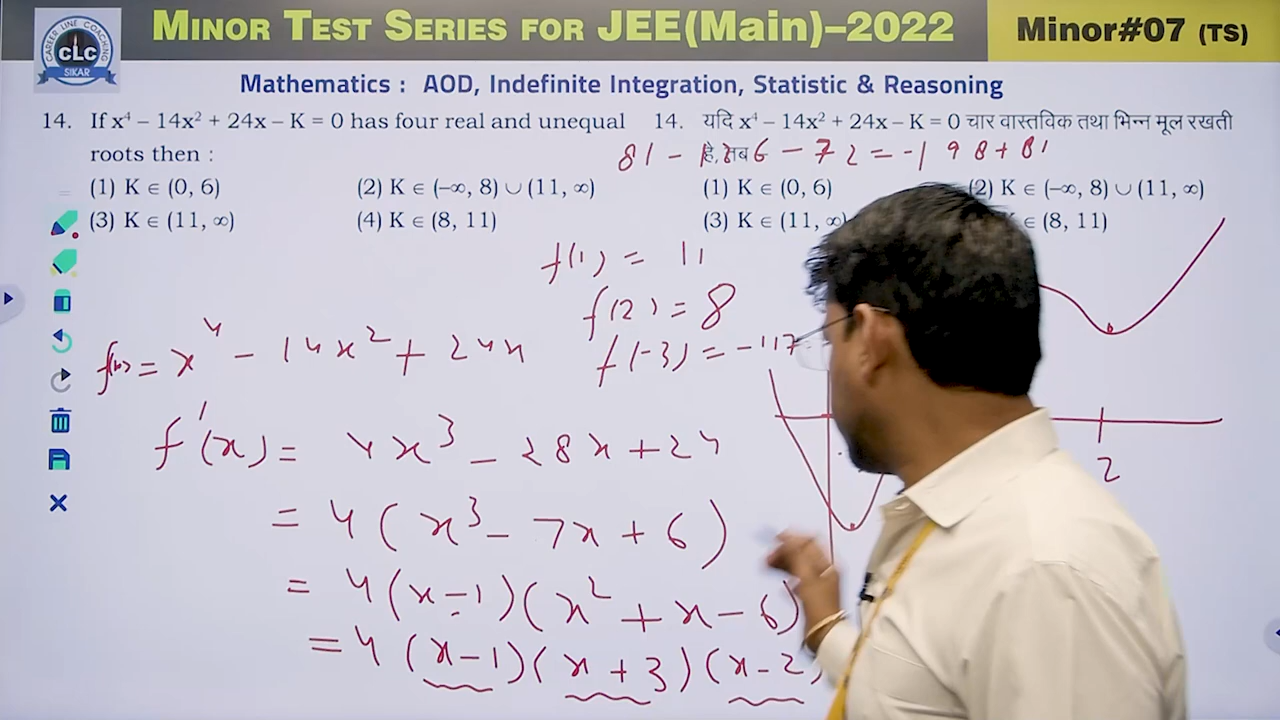 MINOR TEST SERIES FOR JEE(Main)–2022
Minor#07 (TS)
CAREER LINE COACHING
CLC
SIKAR
Mathematics : AOD, Indefinite Integration, Statistic & Reasoning
14. If x⁴ – 14x² + 24x – K = 0 has four real and unequal
roots then :
(1) K ∈ (0, 6) (2) K ∈ (–∞, 8) ∪ (11, ∞)
(3) K ∈ (11, ∞) (4) K ∈ (8, 11)
14. यदि x⁴ – 14x² + 24x – K = 0 चार वास्तविक तथा भिन्न मूल रखती
है, तब
(1) K ∈ (0, 6) (2) K ∈ (–∞, 8) ∪ (11, ∞)
(3) K ∈ (11, ∞) ∈ (8, 11)
81 – 126 – 72 = -198 + 81
f(1) = 11
f(2) = 8
f(-3) = -117
f(x) = x⁴ – 14x² + 24x
f'(x) = 4x³ – 28x + 24
= 4(x³ – 7x + 6)
= 4(x–1)(x² + x – 6)
= 4(x–1)(x+3)(x–2)
2